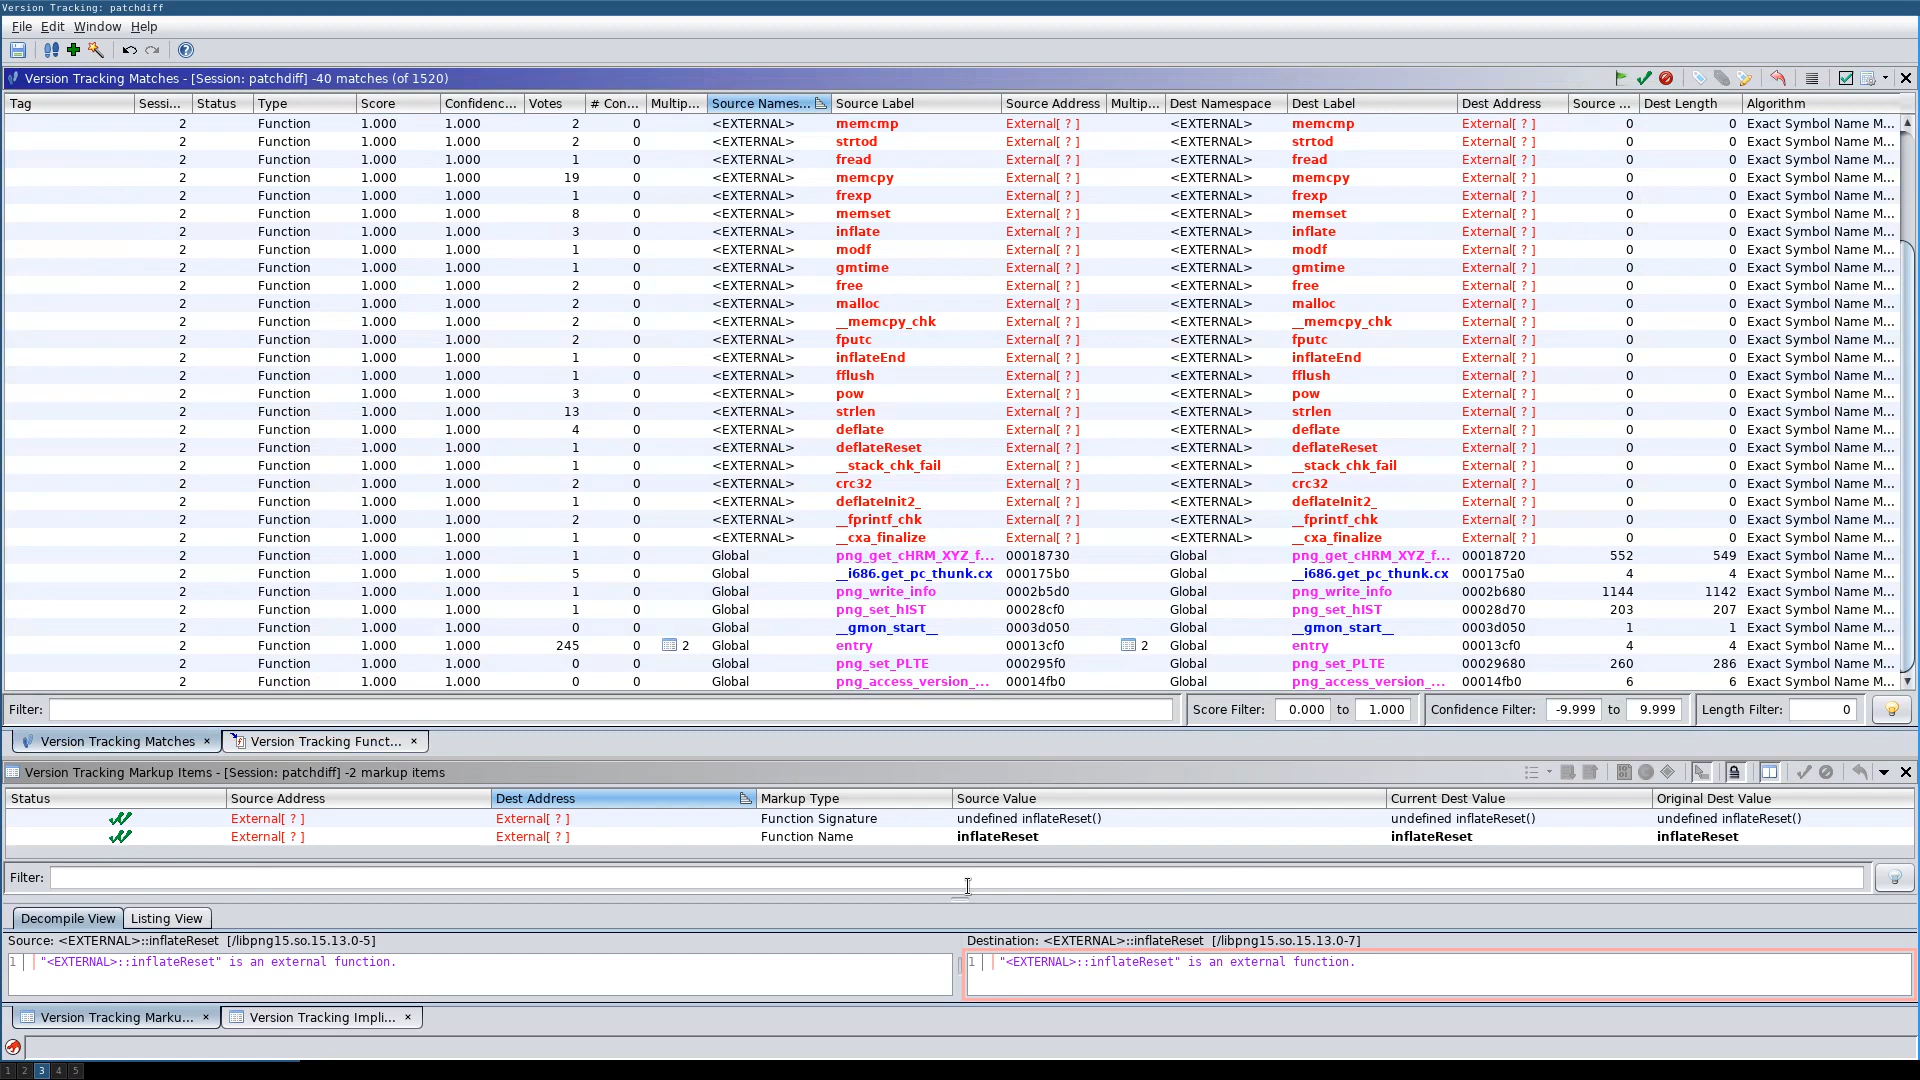 Version Tracking: patchdiff
File Edit Window Help
Version Tracking Matches - [Session: patchdiff] -40 matches (of 1520)
Tag Sessi... Status Type Score Confidenc... Votes # Con... Multip... Source Names... Source Label Source Address Multip... Dest Namespace Dest Label Dest Address Source ... Dest Length Algorithm
2 Function 1.000 1.000 2 0 <EXTERNAL> memcmp External[ ? ] <EXTERNAL> memcmp External[ ? ] 0 0 Exact Symbol Name M...
2 Function 1.000 1.000 2 0 <EXTERNAL> strtod External[ ? ] <EXTERNAL> strtod External[ ? ] 0 0 Exact Symbol Name M...
2 Function 1.000 1.000 1 0 <EXTERNAL> fread External[ ? ] <EXTERNAL> fread External[ ? ] 0 0 Exact Symbol Name M...
2 Function 1.000 1.000 19 0 <EXTERNAL> memcpy External[ ? ] <EXTERNAL> memcpy External[ ? ] 0 0 Exact Symbol Name M...
2 Function 1.000 1.000 1 0 <EXTERNAL> frexp External[ ? ] <EXTERNAL> frexp External[ ? ] 0 0 Exact Symbol Name M...
2 Function 1.000 1.000 8 0 <EXTERNAL> memset External[ ? ] <EXTERNAL> memset External[ ? ] 0 0 Exact Symbol Name M...
2 Function 1.000 1.000 3 0 <EXTERNAL> inflate External[ ? ] <EXTERNAL> inflate External[ ? ] 0 0 Exact Symbol Name M...
2 Function 1.000 1.000 1 0 <EXTERNAL> modf External[ ? ] <EXTERNAL> modf External[ ? ] 0 0 Exact Symbol Name M...
2 Function 1.000 1.000 1 0 <EXTERNAL> gmtime External[ ? ] <EXTERNAL> gmtime External[ ? ] 0 0 Exact Symbol Name M...
2 Function 1.000 1.000 2 0 <EXTERNAL> free External[ ? ] <EXTERNAL> free External[ ? ] 0 0 Exact Symbol Name M...
2 Function 1.000 1.000 2 0 <EXTERNAL> malloc External[ ? ] <EXTERNAL> malloc External[ ? ] 0 0 Exact Symbol Name M...
2 Function 1.000 1.000 2 0 <EXTERNAL> __memcpy_chk External[ ? ] <EXTERNAL> __memcpy_chk External[ ? ] 0 0 Exact Symbol Name M...
2 Function 1.000 1.000 2 0 <EXTERNAL> fputc External[ ? ] <EXTERNAL> fputc External[ ? ] 0 0 Exact Symbol Name M...
2 Function 1.000 1.000 1 0 <EXTERNAL> inflateEnd External[ ? ] <EXTERNAL> inflateEnd External[ ? ] 0 0 Exact Symbol Name M...
2 Function 1.000 1.000 1 0 <EXTERNAL> fflush External[ ? ] <EXTERNAL> fflush External[ ? ] 0 0 Exact Symbol Name M...
2 Function 1.000 1.000 3 0 <EXTERNAL> pow External[ ? ] <EXTERNAL> pow External[ ? ] 0 0 Exact Symbol Name M...
2 Function 1.000 1.000 13 0 <EXTERNAL> strlen External[ ? ] <EXTERNAL> strlen External[ ? ] 0 0 Exact Symbol Name M...
2 Function 1.000 1.000 4 0 <EXTERNAL> deflate External[ ? ] <EXTERNAL> deflate External[ ? ] 0 0 Exact Symbol Name M...
2 Function 1.000 1.000 1 0 <EXTERNAL> deflateReset External[ ? ] <EXTERNAL> deflateReset External[ ? ] 0 0 Exact Symbol Name M...
2 Function 1.000 1.000 1 0 <EXTERNAL> __stack_chk_fail External[ ? ] <EXTERNAL> __stack_chk_fail External[ ? ] 0 0 Exact Symbol Name M...
2 Function 1.000 1.000 2 0 <EXTERNAL> crc32 External[ ? ] <EXTERNAL> crc32 External[ ? ] 0 0 Exact Symbol Name M...
2 Function 1.000 1.000 1 0 <EXTERNAL> deflateInit2_ External[ ? ] <EXTERNAL> deflateInit2_ External[ ? ] 0 0 Exact Symbol Name M...
2 Function 1.000 1.000 2 0 <EXTERNAL> __fprintf_chk External[ ? ] <EXTERNAL> __fprintf_chk External[ ? ] 0 0 Exact Symbol Name M...
2 Function 1.000 1.000 1 0 <EXTERNAL> __cxa_finalize External[ ? ] <EXTERNAL> __cxa_finalize External[ ? ] 0 0 Exact Symbol Name M...
2 Function 1.000 1.000 1 0 Global png_get_cHRM_XYZ_f... 00018730 Global png_get_cHRM_XYZ_f... 00018720 552 549 Exact Symbol Name M...
2 Function 1.000 1.000 5 0 Global __i686.get_pc_thunk.cx 000175b0 Global __i686.get_pc_thunk.cx 000175a0 4 4 Exact Symbol Name M...
2 Function 1.000 1.000 1 0 Global png_write_info 0002b5d0 Global png_write_info 0002b680 1144 1142 Exact Symbol Name M...
2 Function 1.000 1.000 1 0 Global png_set_hIST 00028cf0 Global png_set_hIST 00028d70 203 207 Exact Symbol Name M...
2 Function 1.000 1.000 0 0 Global __gmon_start__ 0003d050 Global __gmon_start__ 0003d050 1 1 Exact Symbol Name M...
2 Function 1.000 1.000 245 0 2 Global entry 00013cf0 2 Global entry 00013cf0 4 4 Exact Symbol Name M...
2 Function 1.000 1.000 0 0 Global png_set_PLTE 000295f0 Global png_set_PLTE 00029680 260 286 Exact Symbol Name M...
2 Function 1.000 1.000 0 0 Global png_access_version_... 00014fb0 Global png_access_version_... 00014fb0 6 6 Exact Symbol Name M...
Filter: Score Filter: 0.000 to 1.000 Confidence Filter: -9.999 to 9.999 Length Filter: 0
Version Tracking Matches × Version Tracking Funct... ×
Version Tracking Markup Items - [Session: patchdiff] -2 markup items
Status Source Address Dest Address Markup Type Source Value Current Dest Value Original Dest Value
External[ ? ] External[ ? ] Function Signature undefined inflateReset() undefined inflateReset() undefined inflateReset()
External[ ? ] External[ ? ] Function Name inflateReset inflateReset inflateReset
Filter:
Decompile View Listing View
Source: <EXTERNAL>::inflateReset [/libpng15.so.15.13.0-5] Destination: <EXTERNAL>::inflateReset [/libpng15.so.15.13.0-7]
1 "<EXTERNAL>::inflateReset" is an external function. 1 "<EXTERNAL>::inflateReset" is an external function.
Version Tracking Marku... × Version Tracking Impli... ×
1 2 3 4 5